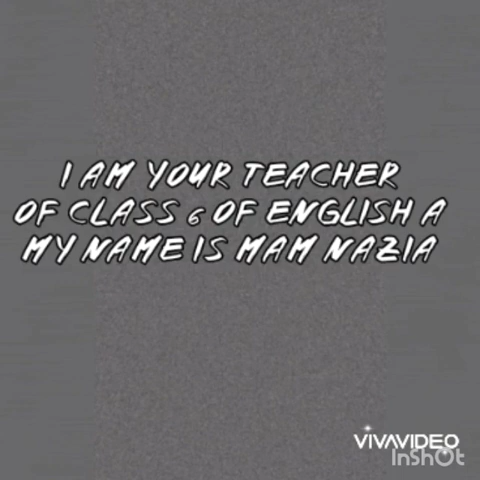 I AM YOUR TEACHER
OF CLASS 6 OF ENGLISH A
MY NAME IS MAM NAZIA
VIVAVIDEO
InShOt